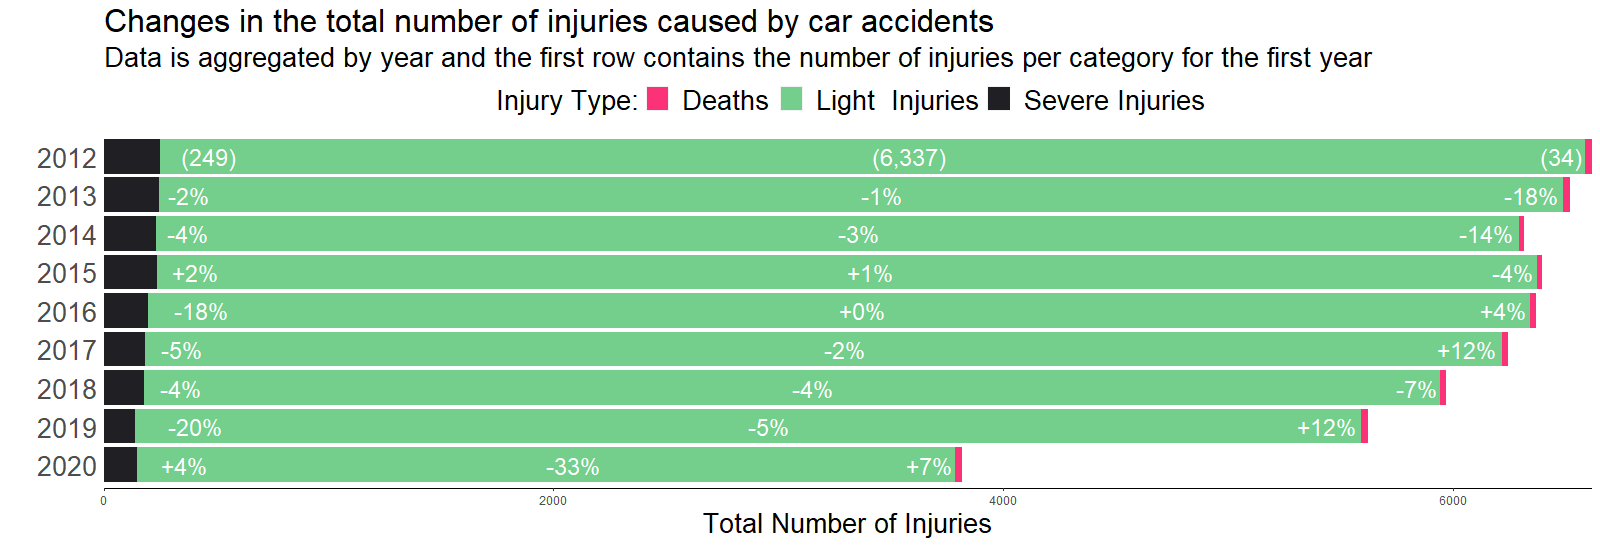 Changes in the total number of injuries caused by car accidents
Data is aggregated by year and the first row contains the number of injuries per category for the first year
Injury Type: Deaths Light  Injuries Severe Injuries
2012 (249) (6,337) (34)
2013 -2% -1% -18%
2014 -4% -3% -14%
2015 +2% +1% -4%
2016 -18% +0% +4%
2017 -5% -2% +12%
2018 -4% -4% -7%
2019 -20% -5% +12%
2020 +4% -33% +7%
0 2000 4000 6000
Total Number of Injuries